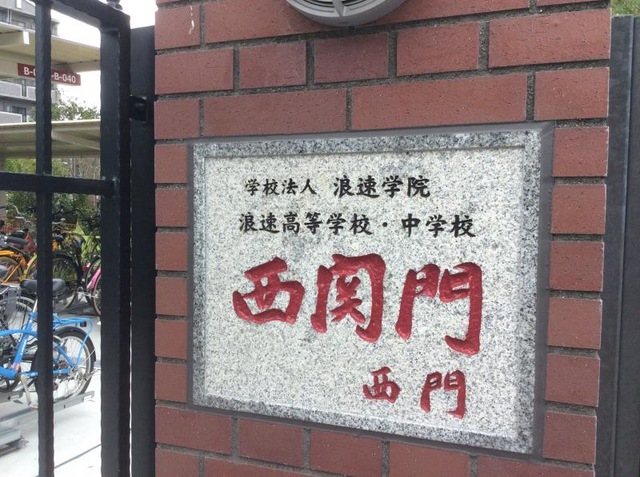 学校法人 浪速学院
浪速高等学校・中学校
西関門
西門